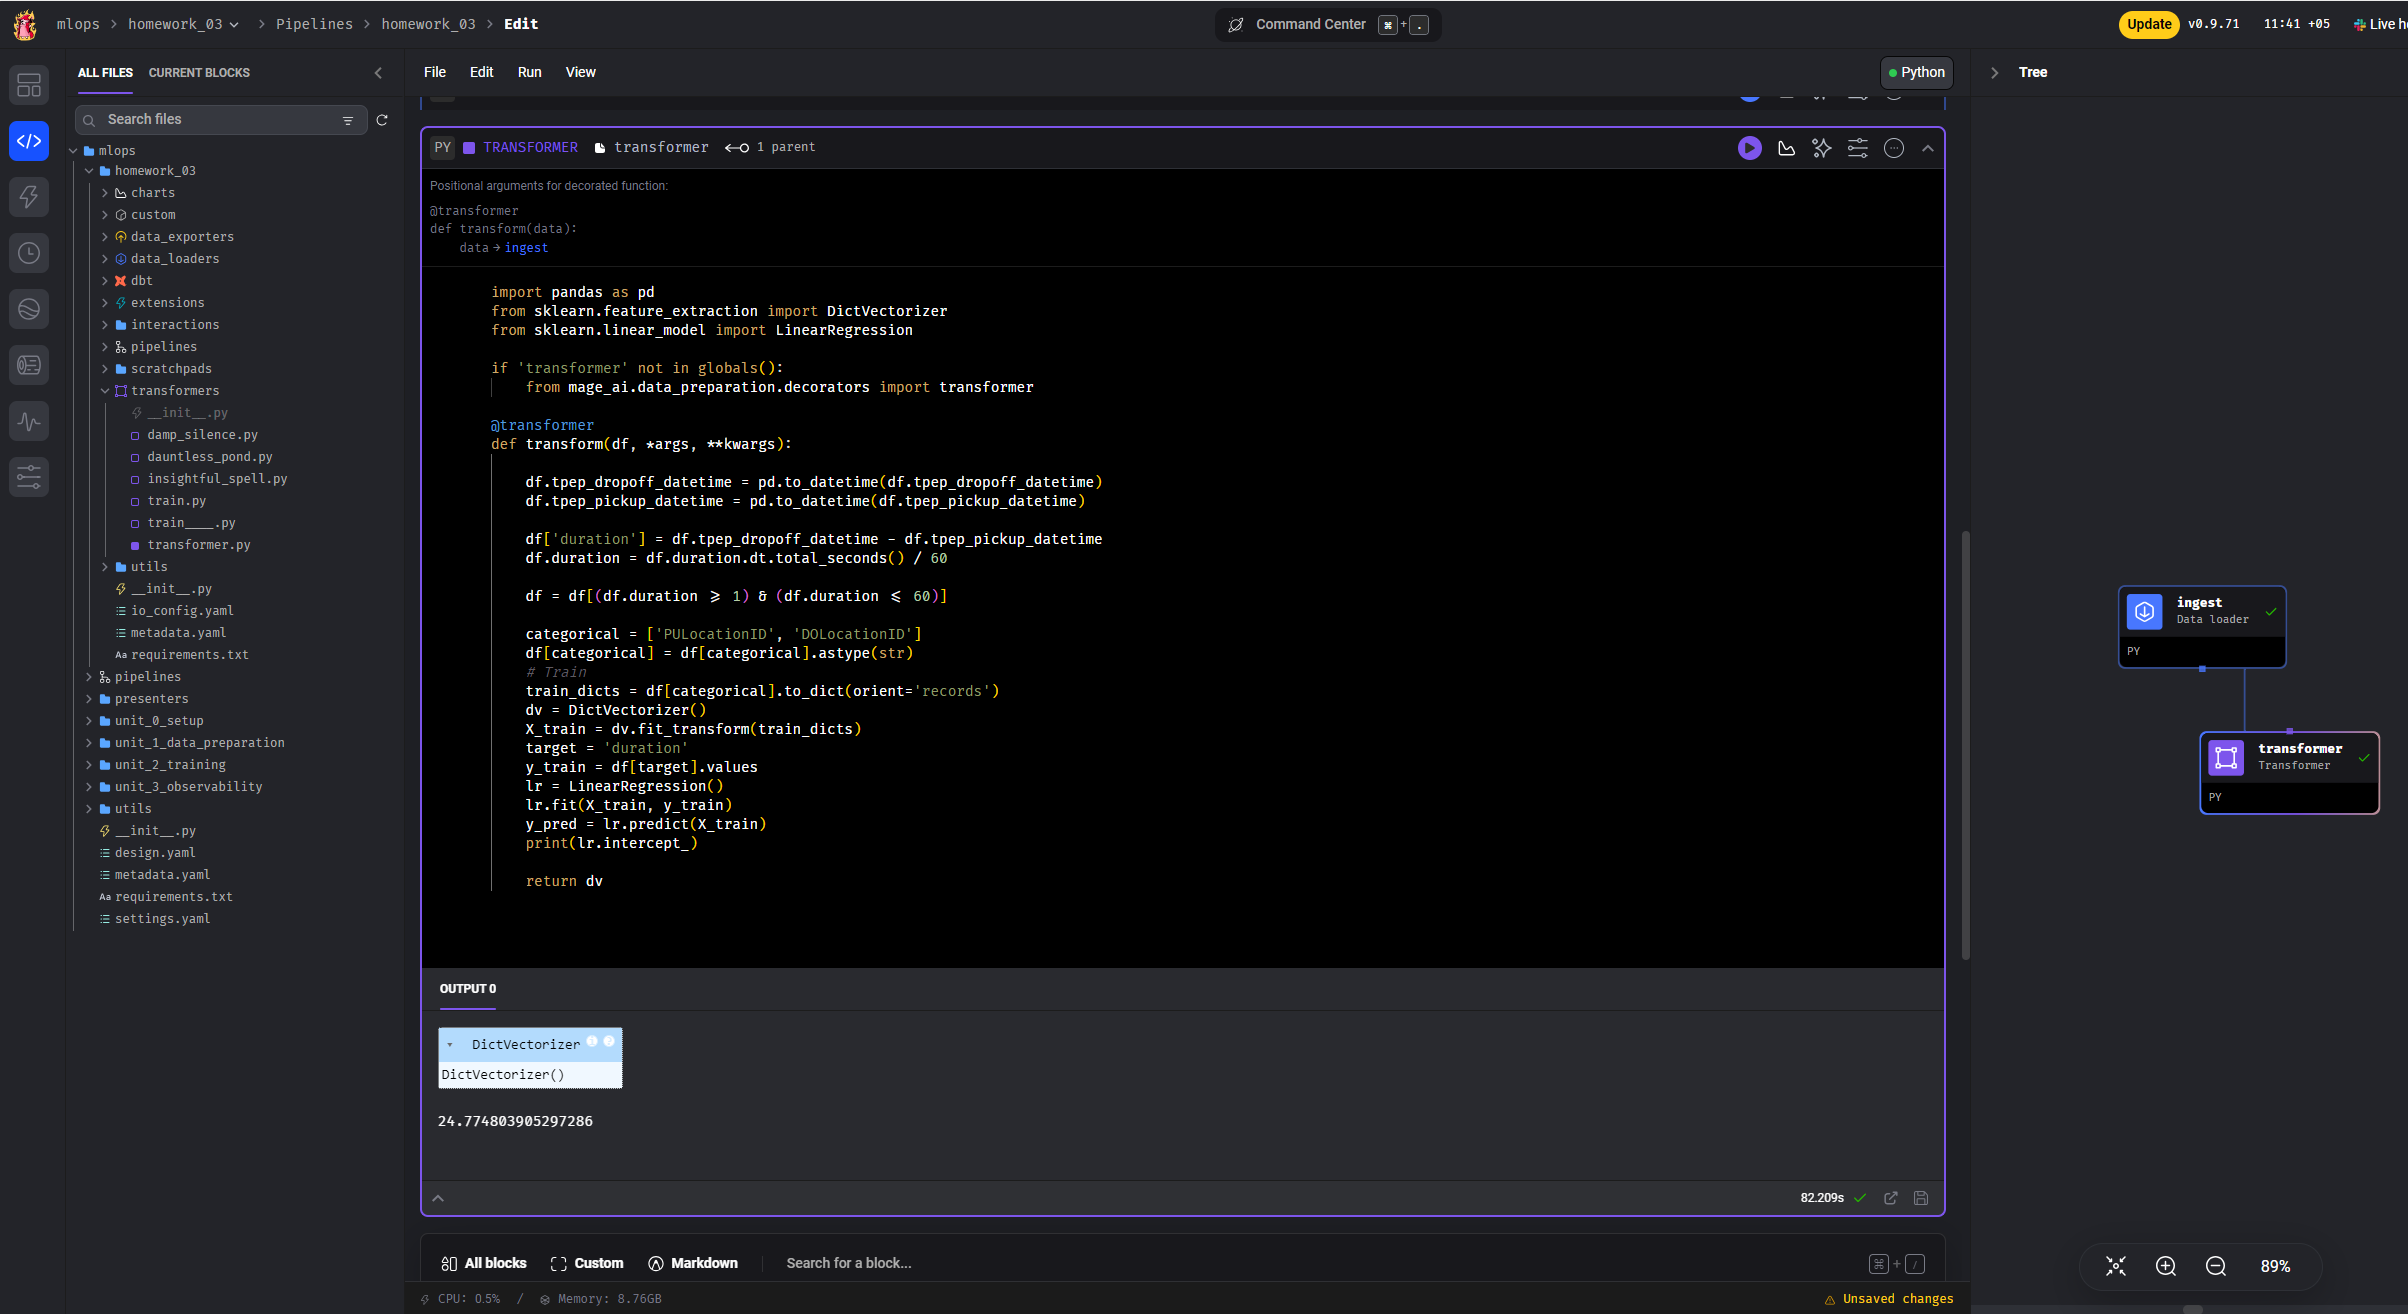 mlops > homework_03 > Pipelines > homework_03 > Edit
Command Center ⌘ + .
Update v0.9.71 11:41 +05
ALL FILES CURRENT BLOCKS
Search files
mlops
homework_03
charts
custom
data_exporters
data_loaders
dbt
extensions
interactions
pipelines
scratchpads
transformers
__init__.py
damp_silence.py
dauntless_pond.py
insightful_spell.py
train.py
train____.py
transformer.py
utils
__init__.py
io_config.yaml
metadata.yaml
Aa requirements.txt
pipelines
presenters
unit_0_setup
unit_1_data_preparation
unit_2_training
unit_3_observability
utils
__init__.py
design.yaml
metadata.yaml
Aa requirements.txt
settings.yaml
File Edit Run View
Python
PY TRANSFORMER transformer 1 parent
Positional arguments for decorated function:
@transformer
def transform(data):
data → ingest
import pandas as pd
from sklearn.feature_extraction import DictVectorizer
from sklearn.linear_model import LinearRegression
if 'transformer' not in globals():
from mage_ai.data_preparation.decorators import transformer
@transformer
def transform(df, *args, **kwargs):
df.tpep_dropoff_datetime = pd.to_datetime(df.tpep_dropoff_datetime)
df.tpep_pickup_datetime = pd.to_datetime(df.tpep_pickup_datetime)
df['duration'] = df.tpep_dropoff_datetime - df.tpep_pickup_datetime
df.duration = df.duration.dt.total_seconds() / 60
df = df[(df.duration ⩾ 1) & (df.duration ⩽ 60)]
categorical = ['PULocationID', 'DOLocationID']
df[categorical] = df[categorical].astype(str)
# Train
train_dicts = df[categorical].to_dict(orient='records')
dv = DictVectorizer()
X_train = dv.fit_transform(train_dicts)
target = 'duration'
y_train = df[target].values
lr = LinearRegression()
lr.fit(X_train, y_train)
y_pred = lr.predict(X_train)
print(lr.intercept_)
return dv
OUTPUT 0
DictVectorizer
DictVectorizer()
24.774803905297286
82.209s
All blocks Custom Markdown Search for a block... ⌘ + /
CPU: 0.5% / Memory: 8.76GB
Unsaved changes
Tree
ingest
Data loader
PY
transformer
Transformer
PY
89%